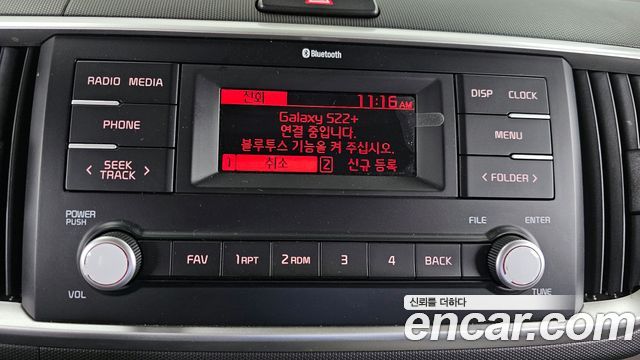 Bluetooth
RADIO MEDIA
PHONE
< SEEK TRACK >
전화 11:16 AM
Galaxy S22+
연결 중입니다.
블루투스 기능을 켜 주십시오.
1 취소 2 신규 등록
DISP CLOCK
MENU
< FOLDER >
POWER
PUSH
VOL
FAV 1 RPT 2 RDM 3 4 BACK
FILE ENTER
TUNE
신뢰를 더하다
encar.com